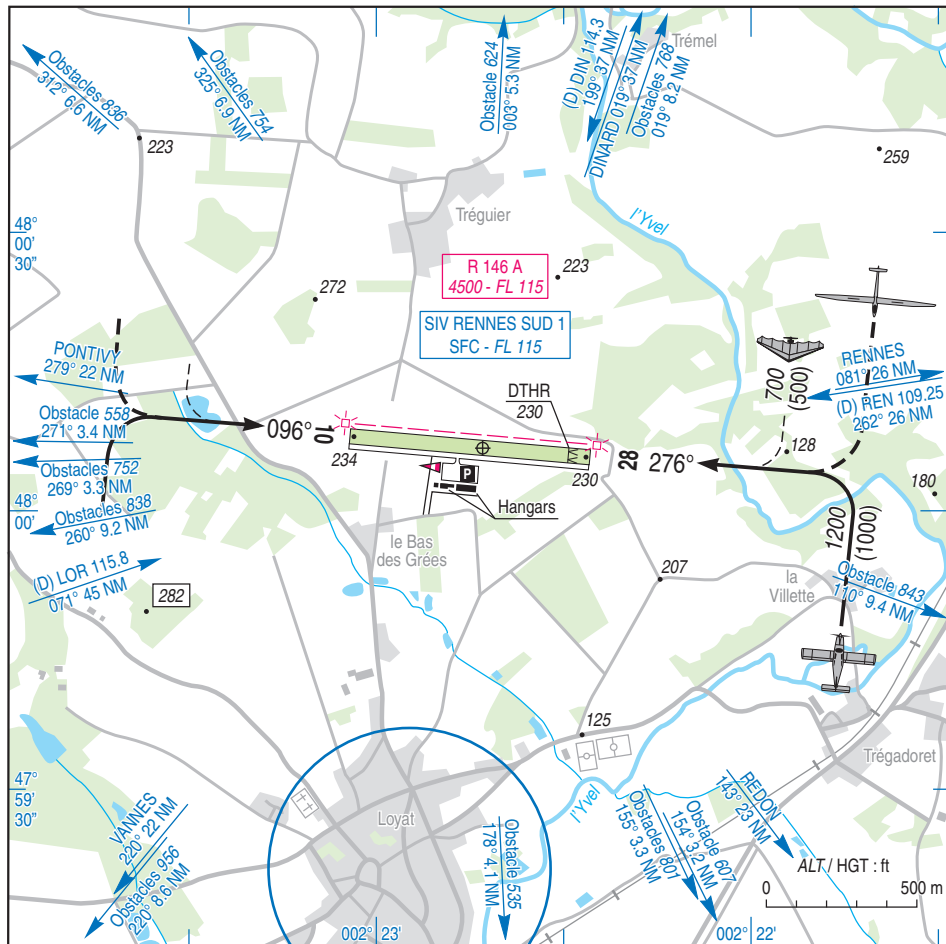 Obstacles 836
312° 6.6 NM
Obstacles 754
325° 6.9 NM
Obstacle 624
003° 5.3 NM
(D) DIN 114.3
199° 37 NM
DINARD 019° 37 NM
Obstacles 768
019° 8.2 NM
Trémel
223
259
Tréguier
l'Yvel
48°
00'
30"
R 146 A
4500 - FL 115
223
272
SIV RENNES SUD 1
SFC - FL 115
PONTIVY
279° 22 NM
700
(500)
RENNES
081° 26 NM
(D) REN 109.25
262° 26 NM
DTHR
230
Obstacle 558
271° 3.4 NM
096°
10
234
P
230
28
276°
128
180
Obstacles 752
269° 3.3 NM
Obstacles 838
260° 9.2 NM
48°
00'
Hangars
1200
(1000)
le Bas
des Grées
(D) LOR 115.8
071° 45 NM
282
207
la
Villette
Obstacle 843
110° 9.4 NM
125
Trégadoret
47°
59'
30"
Loyat
l'Yvel
VANNES
220° 22 NM
Obstacles 956
220° 8.6 NM
Obstacle 535
178° 4.1 NM
Obstacles 801
155° 3.3 NM
Obstacle 607
154° 3.2 NM
REDON
143° 23 NM
ALT / HGT : ft
0
500 m
002°
23'
002°
22'